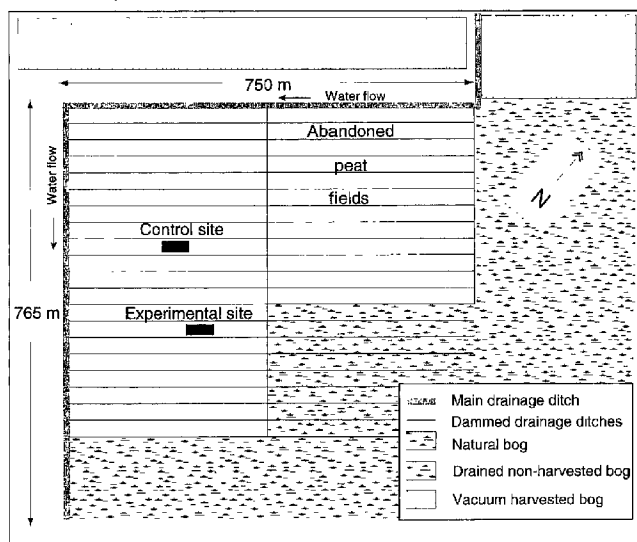 750 m
Water flow
Water flow
Abandoned
peat
fields
N
Control site
765 m
Experimental site
Main drainage ditch
Dammed drainage ditches
Natural bog
Drained non-harvested bog
Vacuum harvested bog